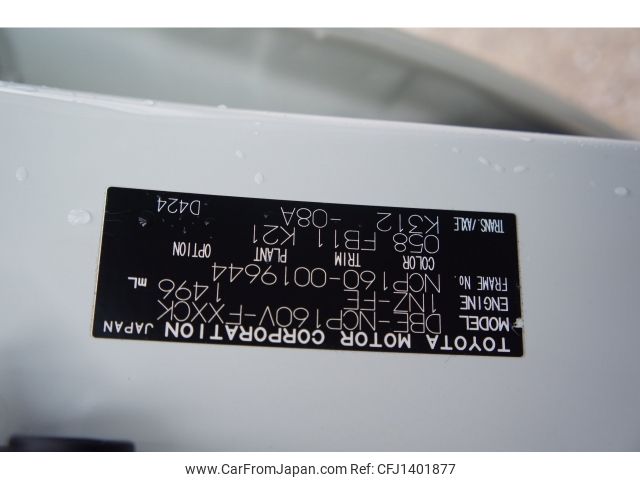 TOYOTA MOTOR CORPORATION JAPAN
MODEL DBE-NCP160V-FXXCK
ENGINE 1NZ-FE 1496 mL
FRAME No. NCP160-0019644
COLOR TRIM PLANT OPTION
058 FB11 K21
TRANS./AXLE K312 -08A D424
www.CarFromJapan.com | CFJ1401877